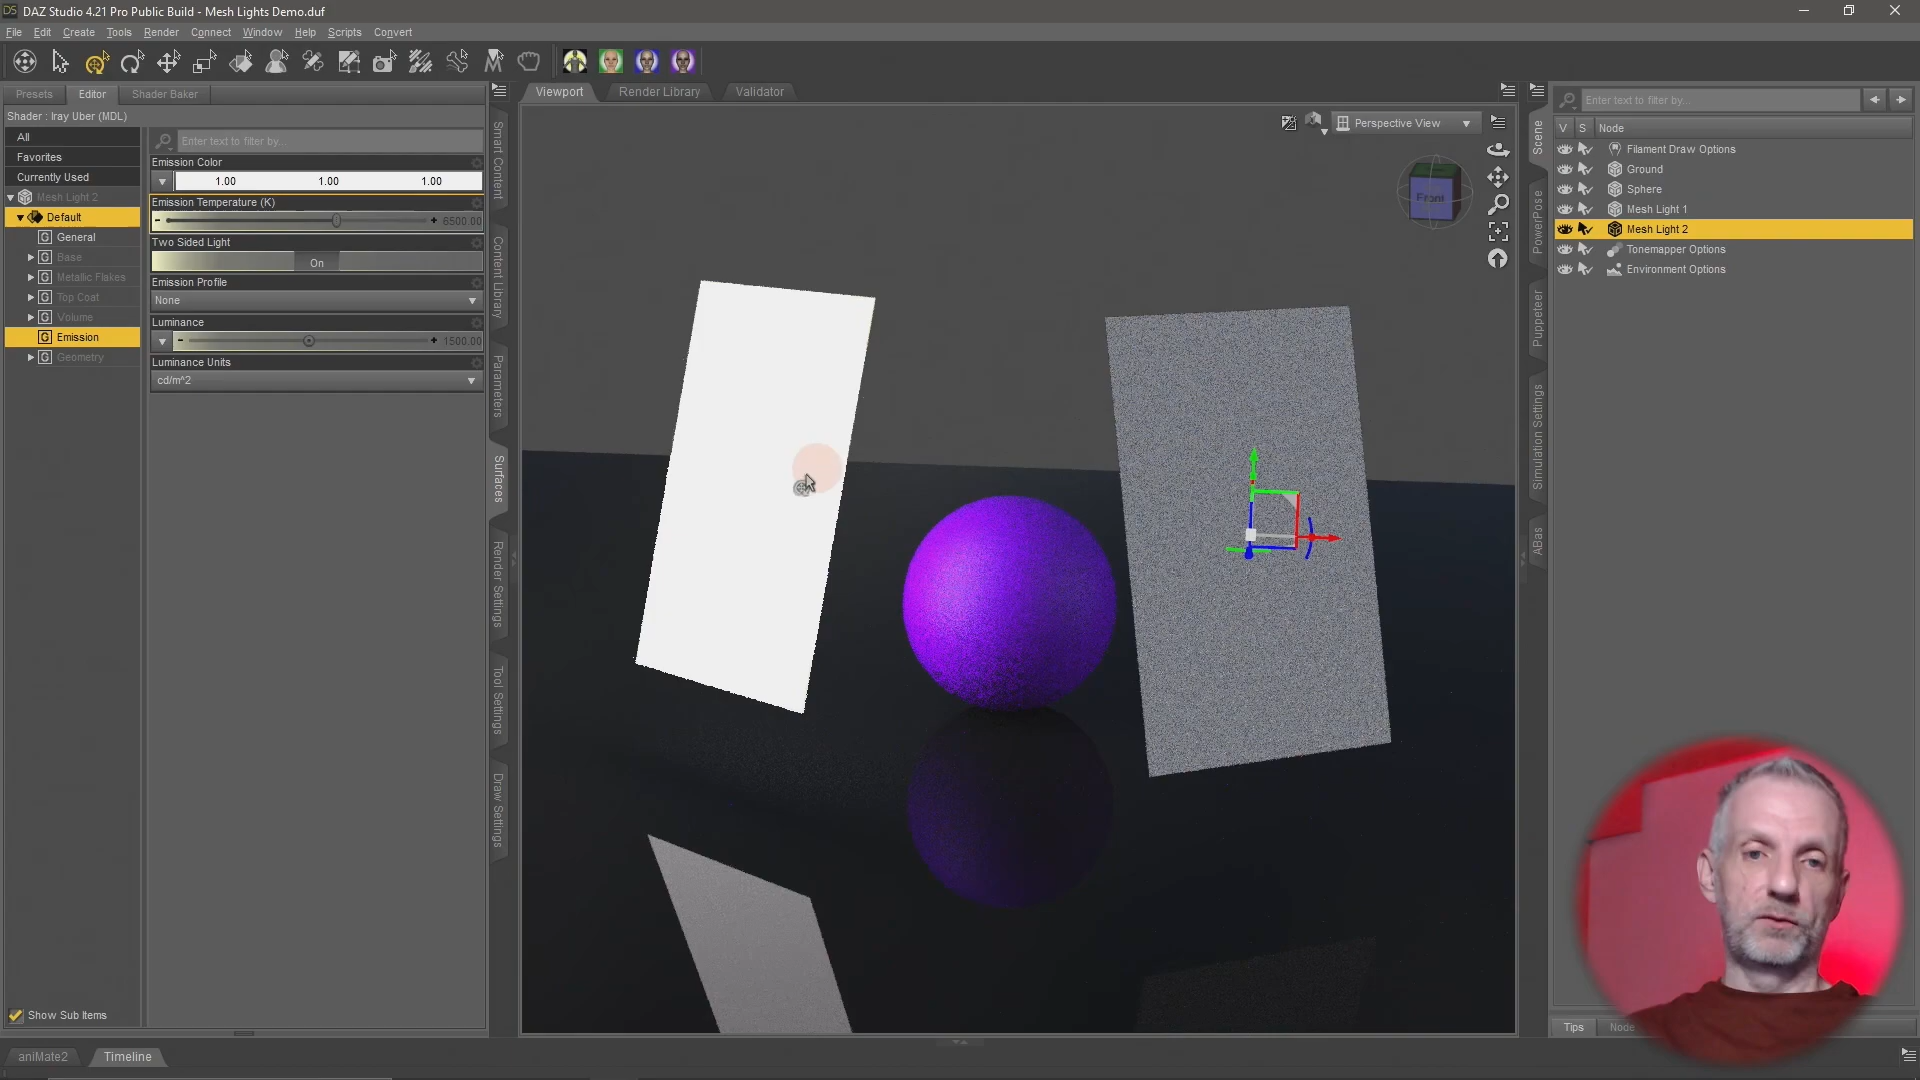 DAZ Studio 4.21 Pro Public Build - Mesh Lights Demo.duf
File Edit Create Tools Render Connect Window Help Scripts Convert
Presets Editor Shader Baker
Shader : Iray Uber (MDL)
All
Favorites
Currently Used
Mesh Light 2
Default
General
Base
Metallic Flakes
Top Coat
Volume
Emission
Geometry
Show Sub Items
Enter text to filter by...
Emission Color
1.00 1.00 1.00
Emission Temperature (K)
6500.00
Two Sided Light
On
Emission Profile
None
Luminance
1500.00
Luminance Units
cd/m^2
Smart Content
Content Library
Parameters
Surfaces
Render Settings
Tool Settings
Draw Settings
Viewport Render Library Validator
Perspective View
Front
Scene
PowerPose
Puppeteer
Simulation Settings
ABas
Enter text to filter by...
V S Node
Filament Draw Options
Ground
Sphere
Mesh Light 1
Mesh Light 2
Tonemapper Options
Environment Options
Tips Node
aniMate2 Timeline